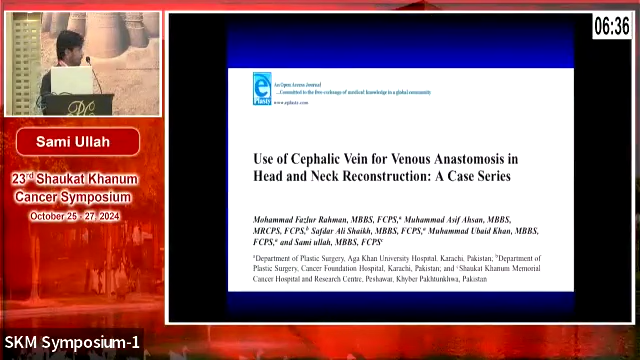 06:36
Sami Ullah
23rd Shaukat Khanum
Cancer Symposium
October 25 - 27, 2024
SKM Symposium-1
e
Plasty
An Open Access Journal
...Committed to the free exchange of medical knowledge in a global community
www.eplasty.com
Use of Cephalic Vein for Venous Anastomosis in
Head and Neck Reconstruction: A Case Series
Mohammad Fazlur Rahman, MBBS, FCPS,a Muhammad Asif Ahsan, MBBS,
MRCPS, FCPS,b Safdar Ali Shaikh, MBBS, FCPS,a Muhammad Ubaid Khan, MBBS,
FCPS,a and Sami ullah, MBBS, FCPSc
aDepartment of Plastic Surgery, Aga Khan University Hospital, Karachi, Pakistan; bDepartment of
Plastic Surgery, Cancer Foundation Hospital, Karachi, Pakistan; and cShaukat Khanum Memorial
Cancer Hospital and Research Centre, Peshawar, Khyber Pakhtunkhwa, Pakistan